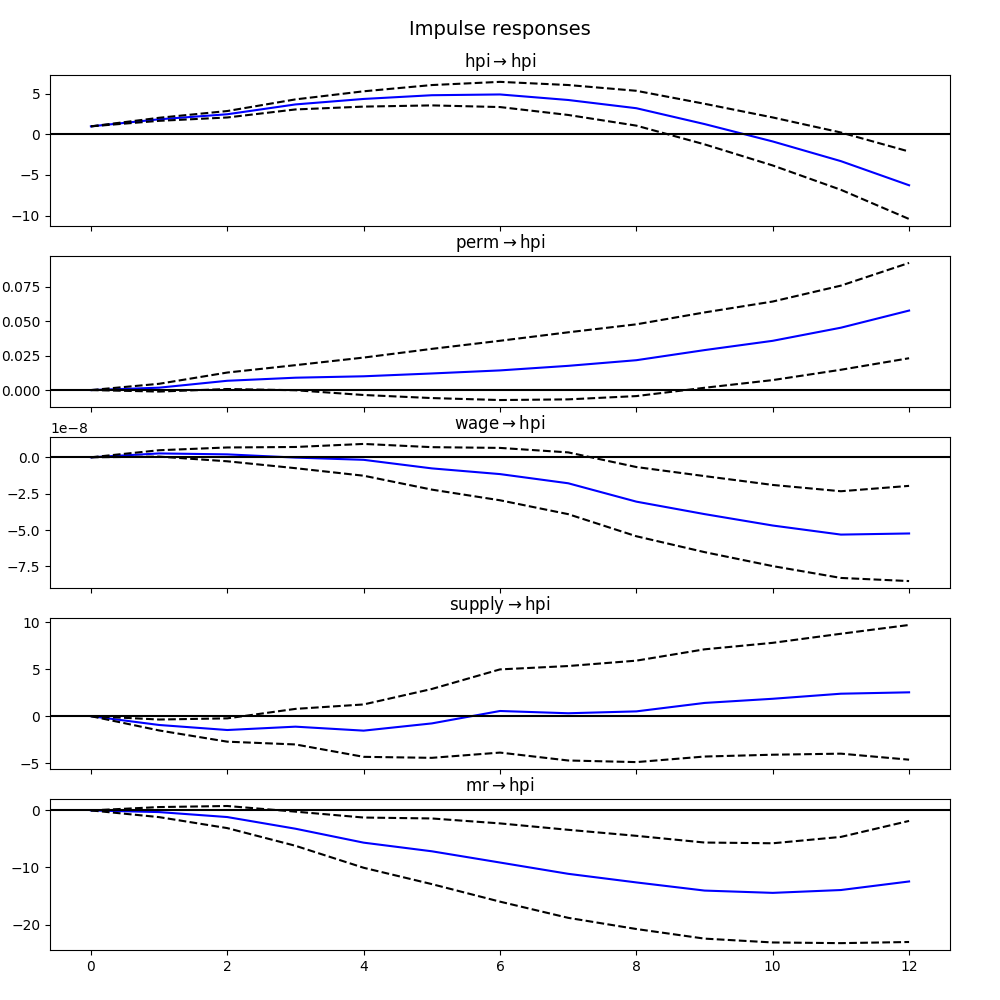 Impulse responses
hpi → hpi
5
0
−5
−10
perm → hpi
0.075
0.050
0.025
0.000
wage → hpi
1e−8
0.0
−2.5
−5.0
−7.5
supply → hpi
10
5
0
−5
mr → hpi
0
−10
−20
0 2 4 6 8 10 12